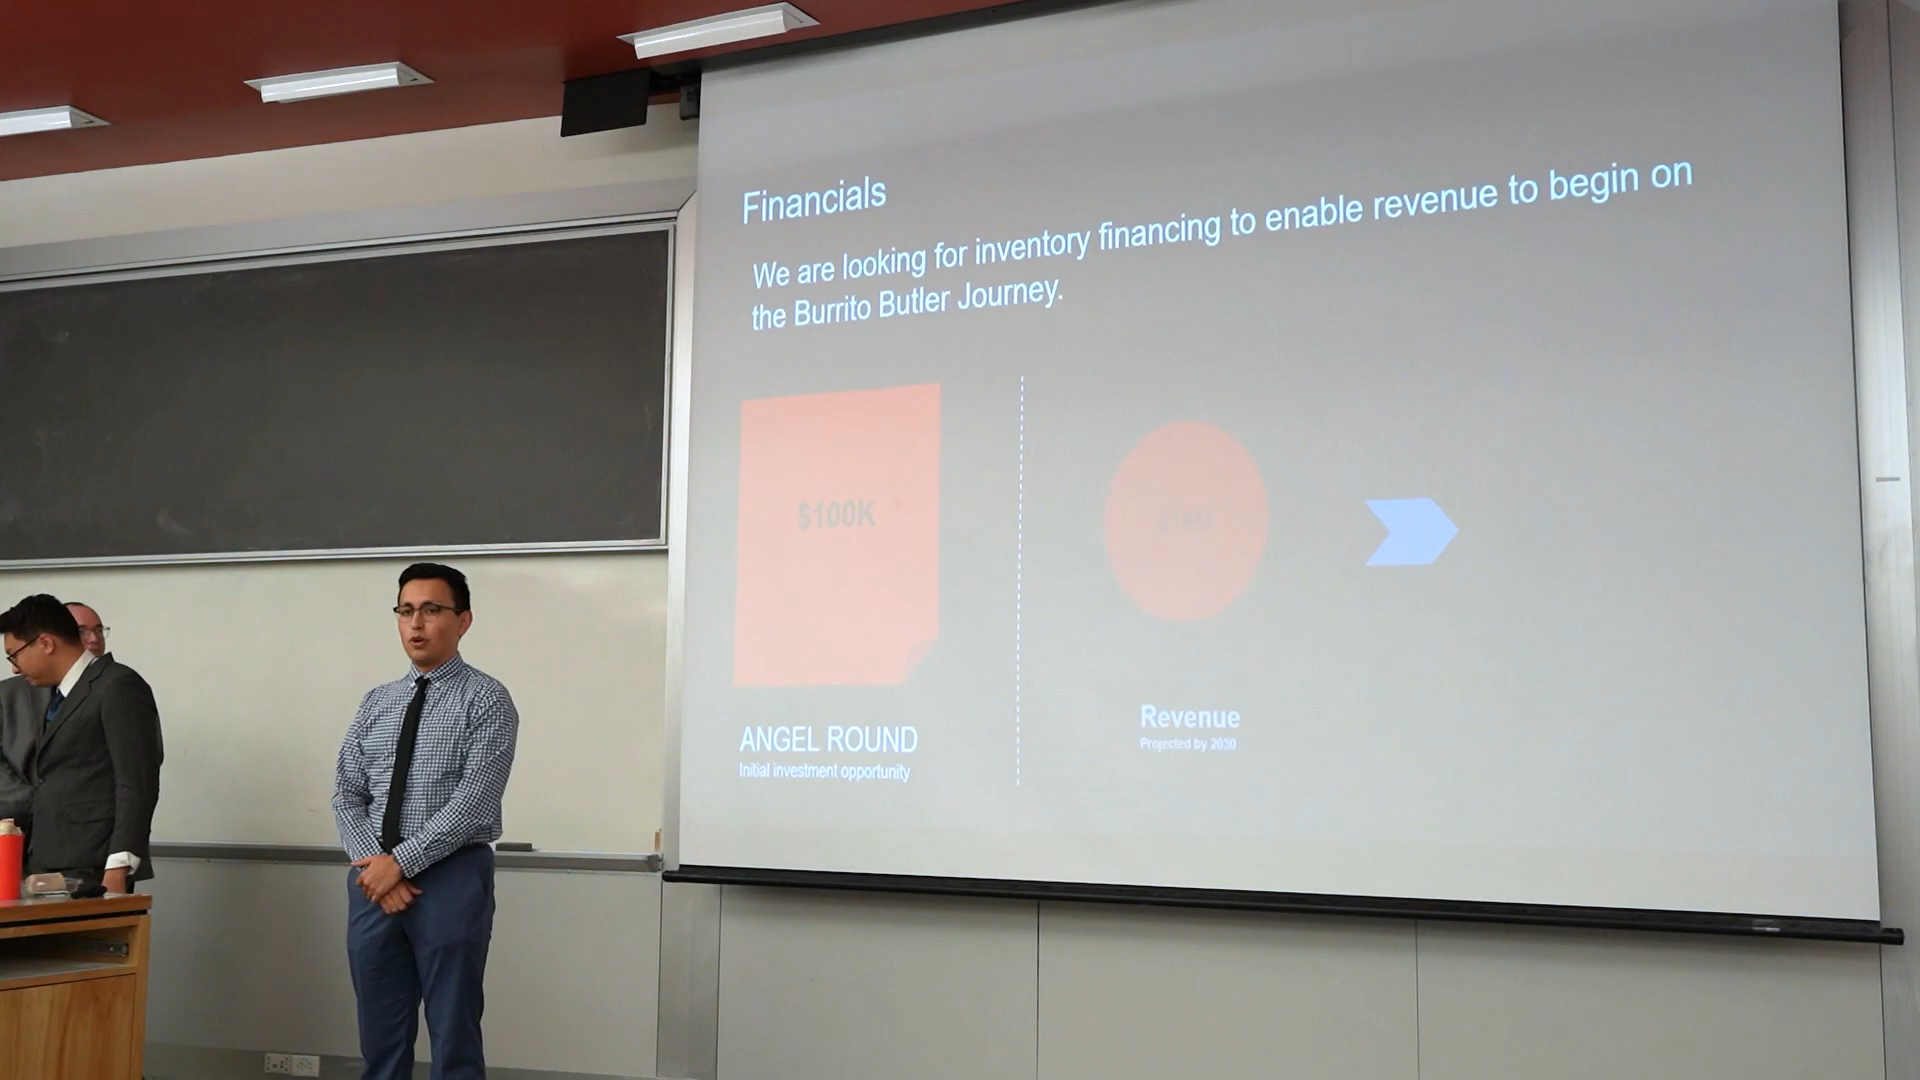 Financials
We are looking for inventory financing to enable revenue to begin on
the Burrito Butler Journey.
$100K
ANGEL ROUND
Initial investment opportunity
Revenue
Projected by 2030